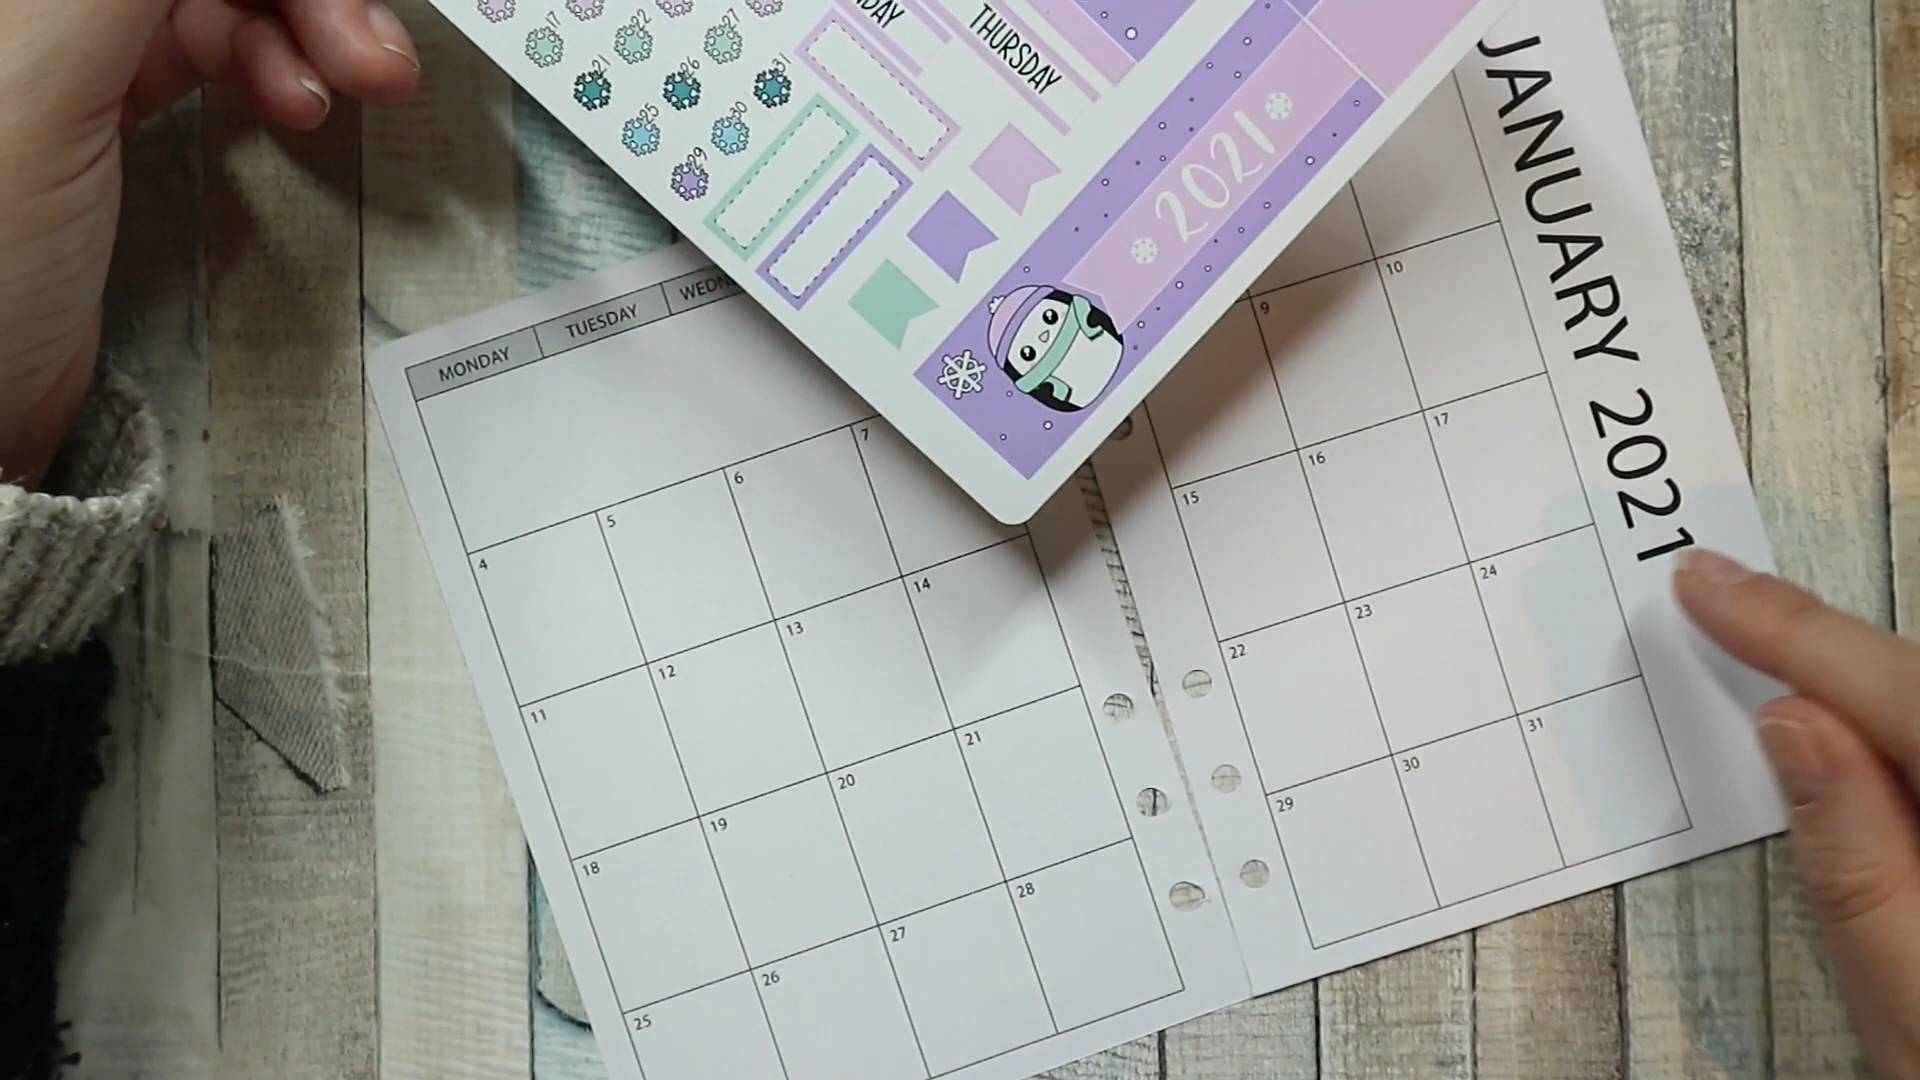 17 22 27
21 26 31
25 30
29
DAY
THURSDAY
2021
JANUARY 2021
MONDAY TUESDAY
4 5 6 7
9 10
11 12 13 14
15 16 17
18 19 20 21
22 23 24
25 26 27 28
29 30 31